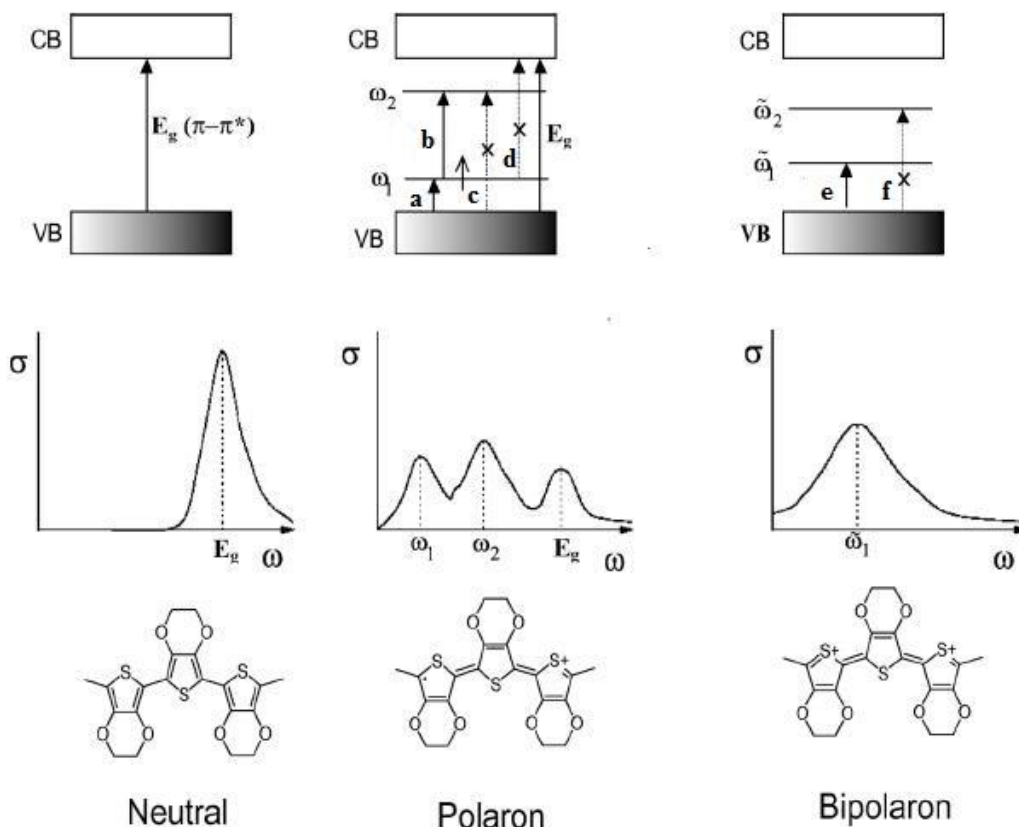 CB
E_g (π–π*)
VB
CB
ω₂
b
d
E_g
ω₁
a
c
VB
CB
ω̃₂
ω̃₁
e
f
VB
σ
E_g
ω
σ
ω₁
ω₂
E_g
ω
σ
ω̃₁
ω
O
O
S
S
S
O
O
O
O
O
O
S
S
S+
O
O
O
O
O
O
S+
S
S+
O
O
O
O
Neutral
Polaron
Bipolaron